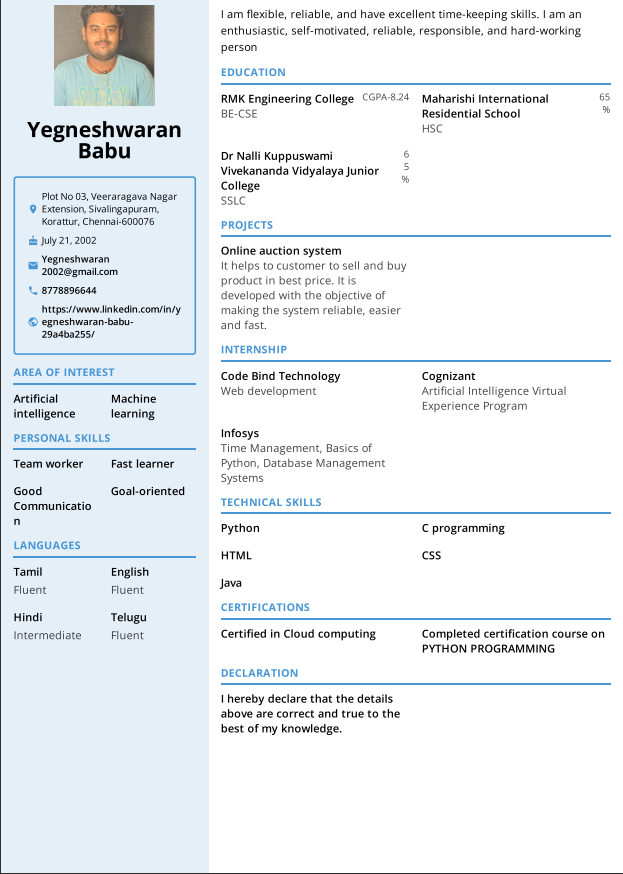 Yegneshwaran
Babu
Plot No 03, Veeraragava Nagar
Extension, Sivalingapuram,
Korattur, Chennai-600076
July 21, 2002
Yegneshwaran
2002@gmail.com
8778896644
https://www.linkedin.com/in/y
egneshwaran-babu-
29a4ba255/
AREA OF INTEREST
Artificial
intelligence
Machine
learning
PERSONAL SKILLS
Team worker
Fast learner
Good
Communicatio
n
Goal-oriented
LANGUAGES
Tamil
Fluent
English
Fluent
Hindi
Intermediate
Telugu
Fluent
I am flexible, reliable, and have excellent time-keeping skills. I am an
enthusiastic, self-motivated, reliable, responsible, and hard-working
person
EDUCATION
RMK Engineering College CGPA-8.24
BE-CSE
Maharishi International
Residential School
HSC
65
%
Dr Nalli Kuppuswami
Vivekananda Vidyalaya Junior
College
SSLC
6
5
%
PROJECTS
Online auction system
It helps to customer to sell and buy
product in best price. It is
developed with the objective of
making the system reliable, easier
and fast.
INTERNSHIP
Code Bind Technology
Web development
Cognizant
Artificial Intelligence Virtual
Experience Program
Infosys
Time Management, Basics of
Python, Database Management
Systems
TECHNICAL SKILLS
Python
C programming
HTML
CSS
Java
CERTIFICATIONS
Certified in Cloud computing
Completed certification course on
PYTHON PROGRAMMING
DECLARATION
I hereby declare that the details
above are correct and true to the
best of my knowledge.